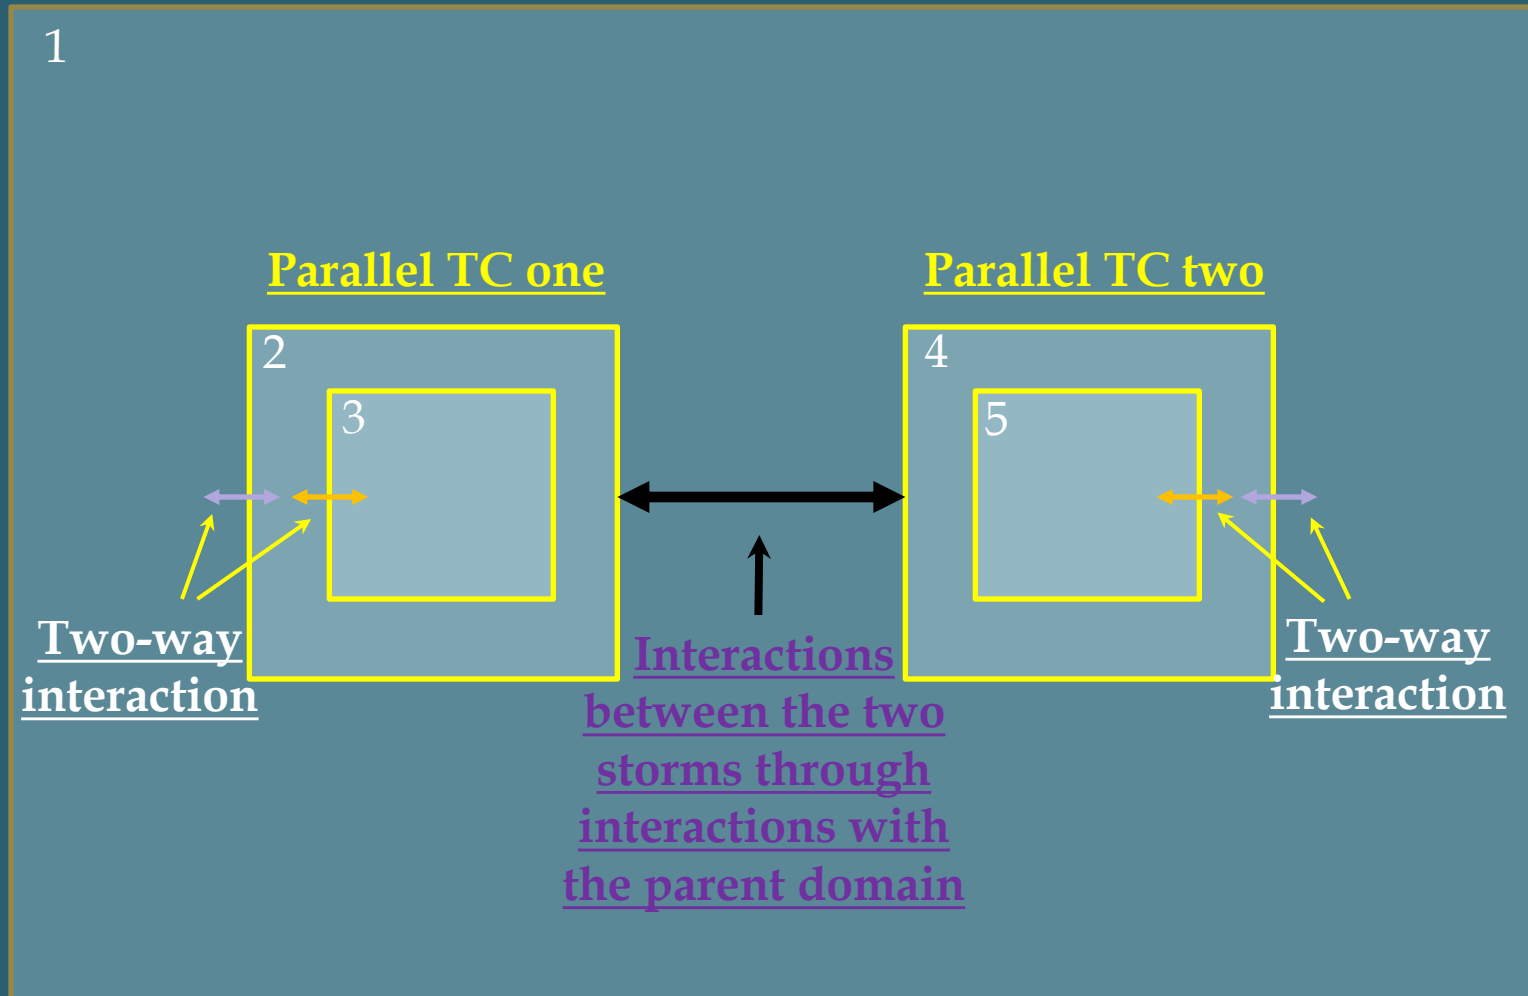 1
Parallel TC one
Parallel TC two
2
3
4
5
Two-way
interaction
Interactions
between the two
storms through
interactions with
the parent domain
Two-way
interaction